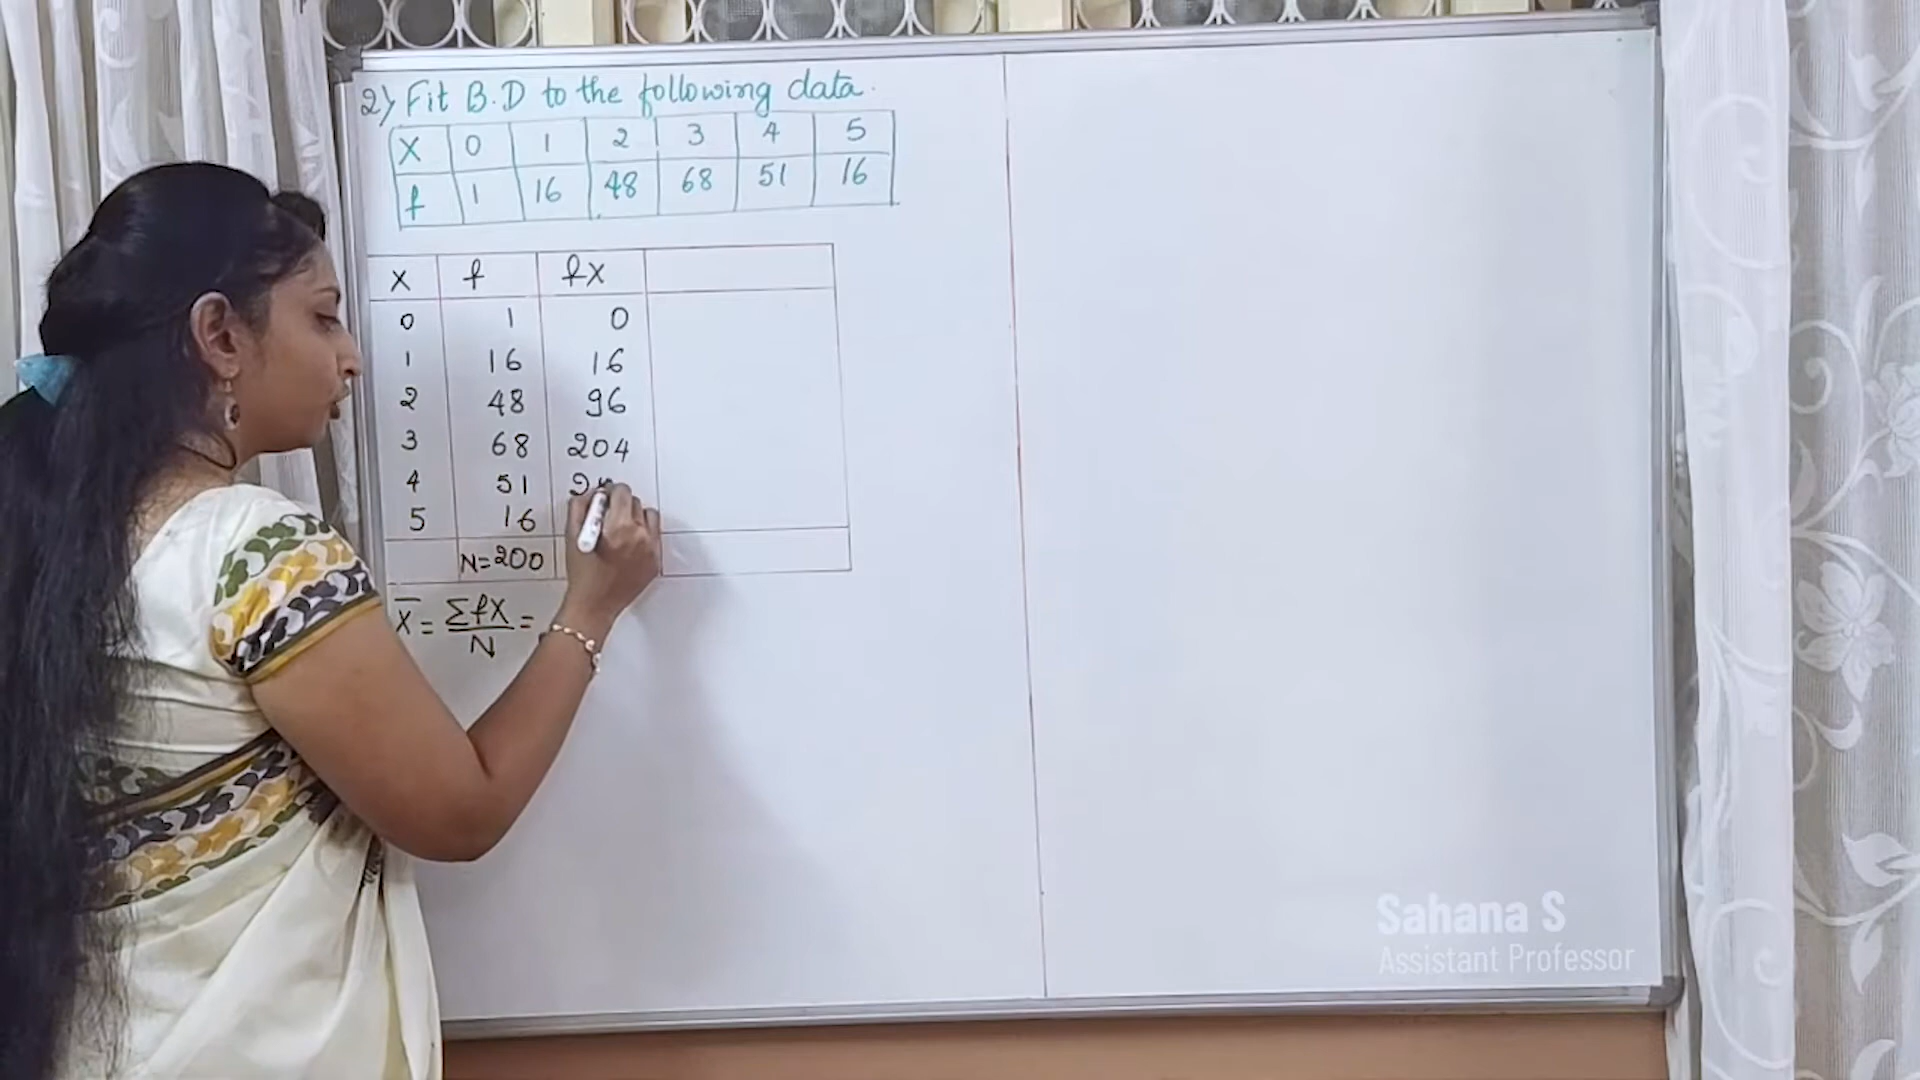 2) Fit B.D to the following data.
X 0 1 2 3 4 5
f 1 16 48 68 51 16
X f fX
0 1 0
1 16 16
2 48 96
3 68 204
4 51
5 16
N=200
X̄ = ΣfX/N =
Sahana S
Assistant Professor